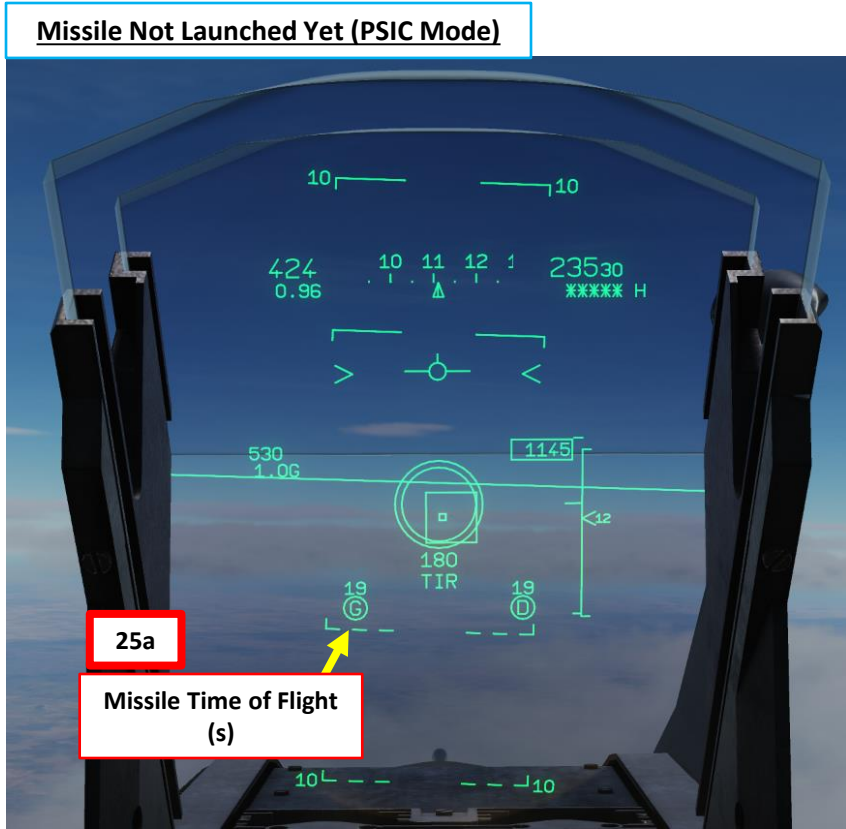 Missile Not Launched Yet (PSIC Mode)
10 10
424 10 11 12 1 23530
0.96 ***** H
> <
530 1145
1.0G
<12
180
TIR
19 19
G D
25a
Missile Time of Flight
(s)
10 10